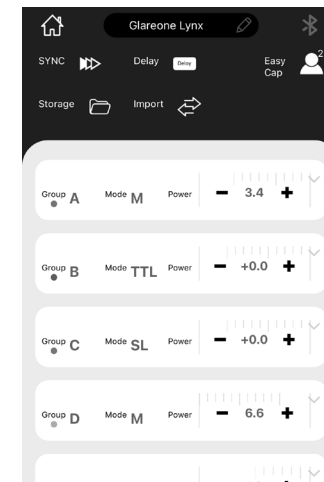 Glareone Lynx
SYNC Delay Delay Easy Cap 2
Storage Import
Group A Mode M Power − 3.4 +
Group B Mode TTL Power − +0.0 +
Group C Mode SL Power − +0.0 +
Group D Mode M Power − 6.6 +